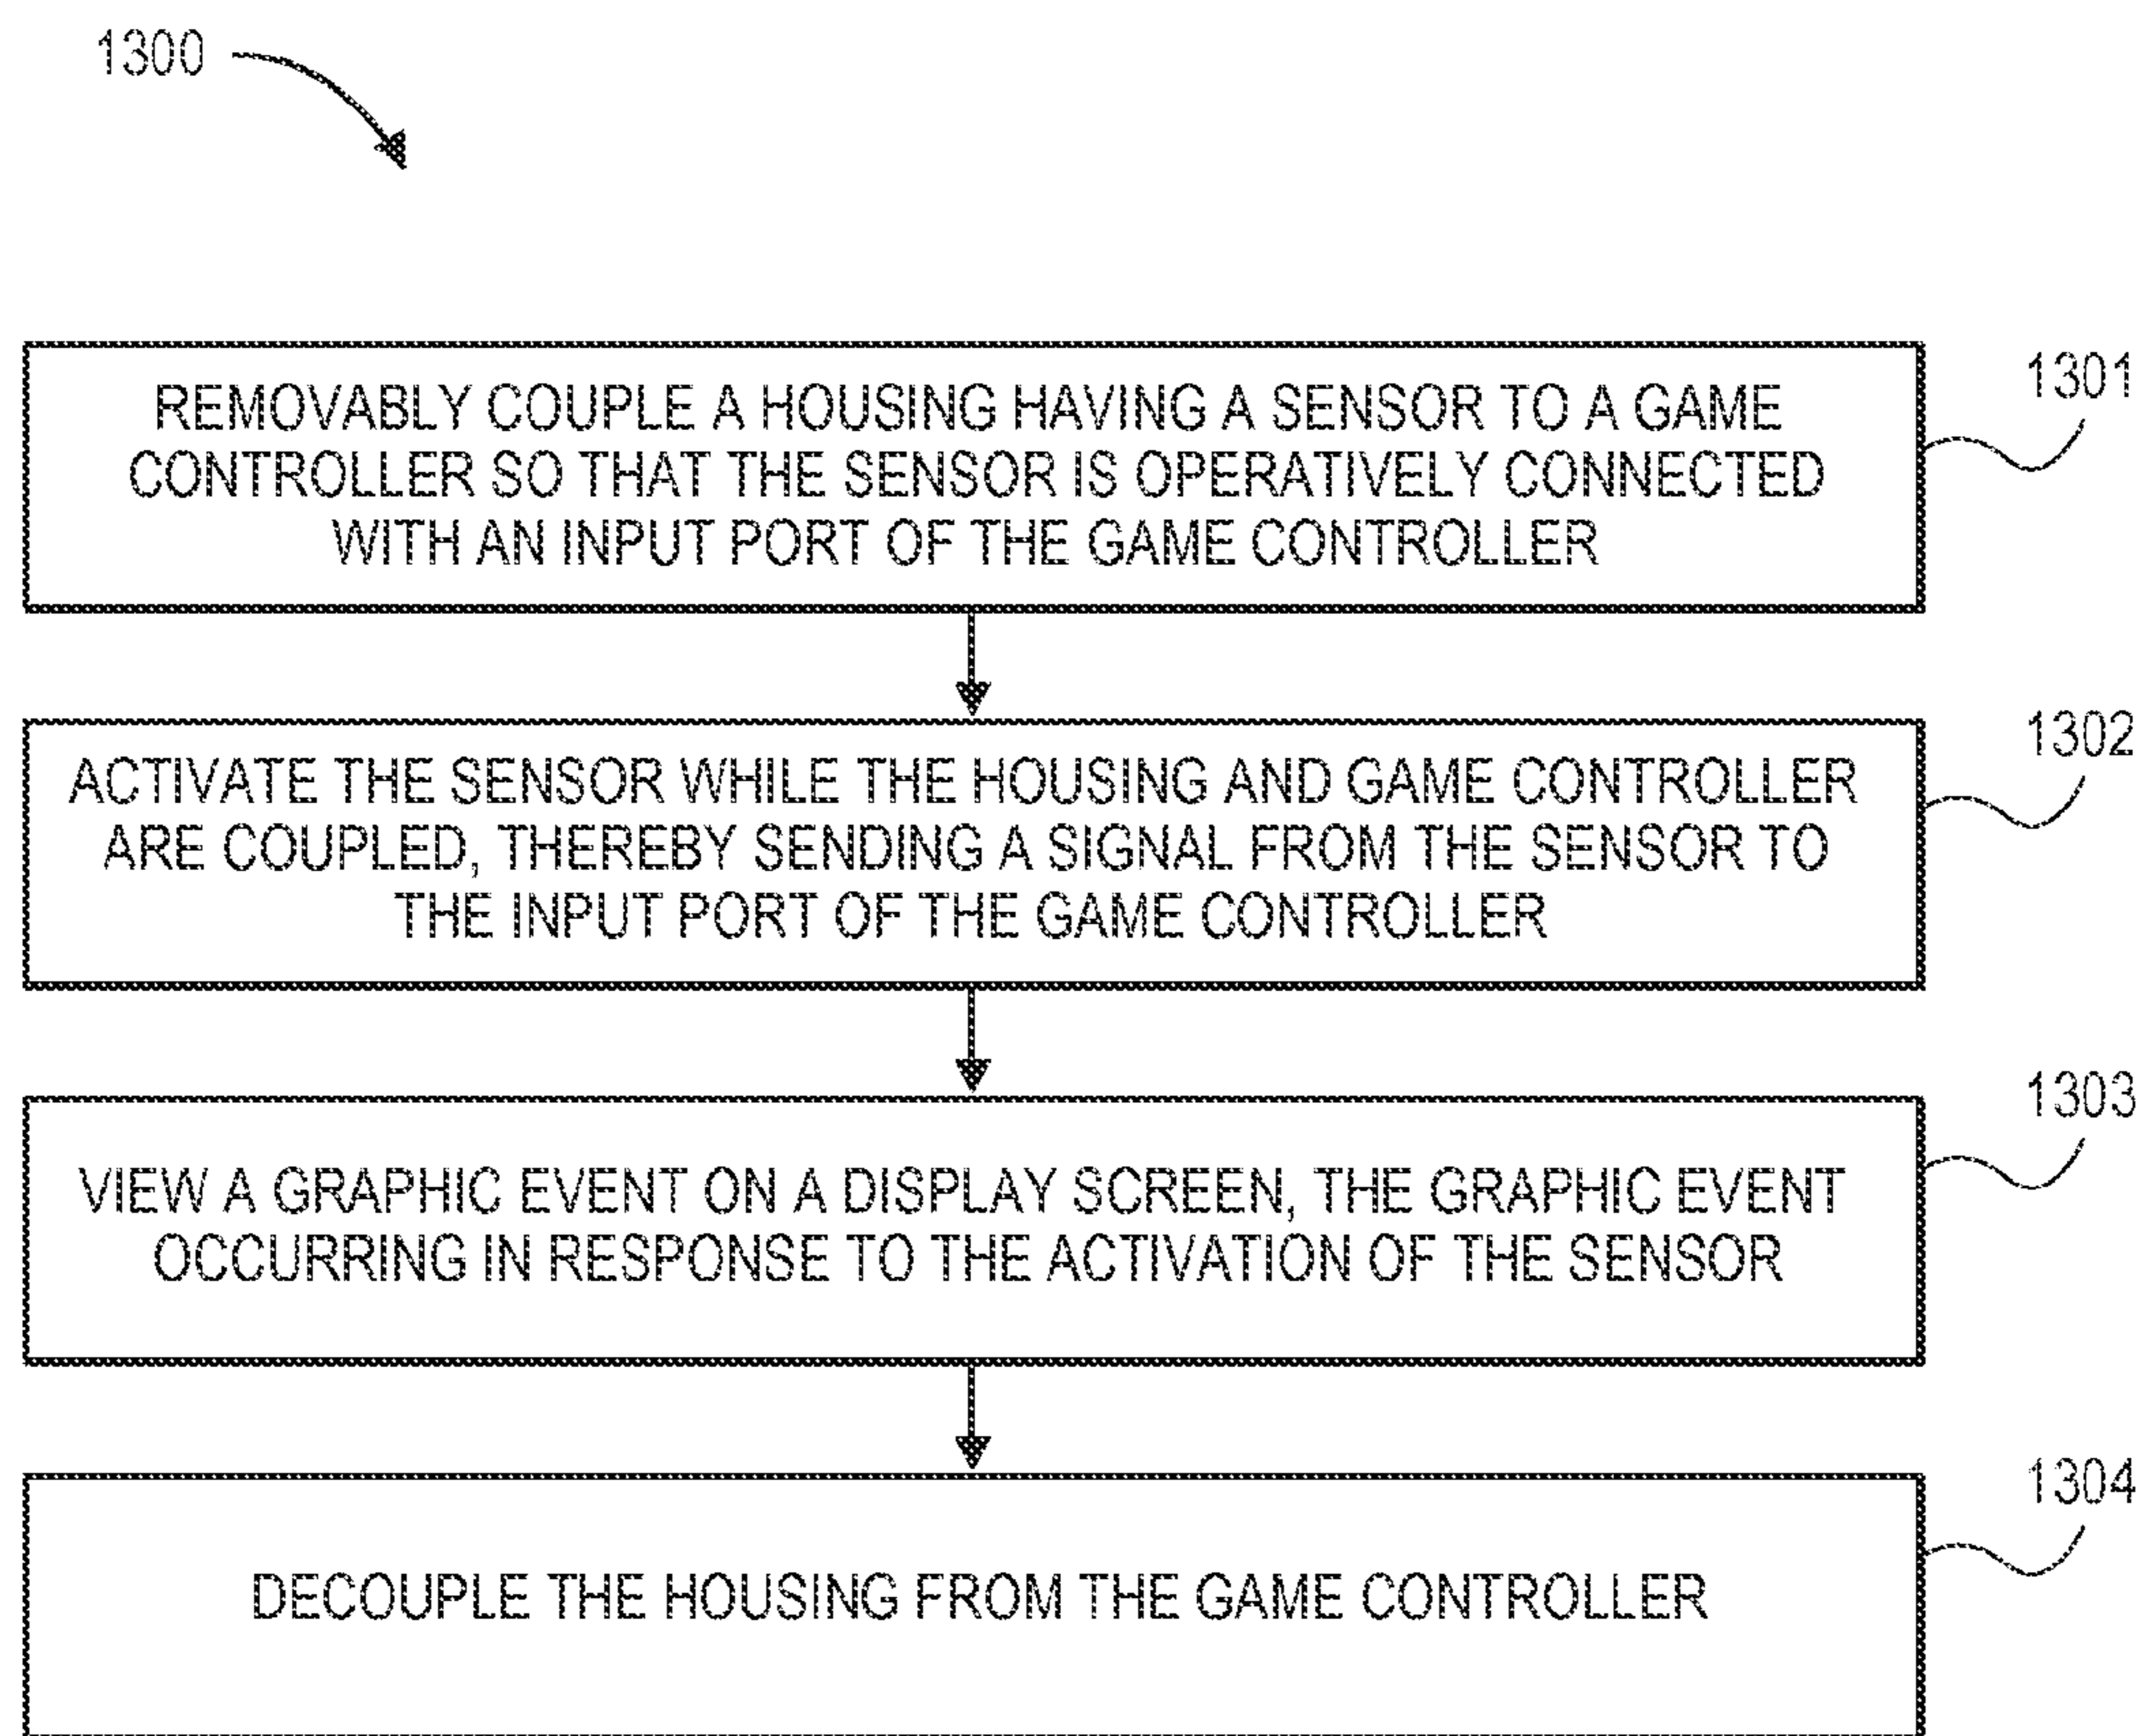 1300
REMOVABLY COUPLE A HOUSING HAVING A SENSOR TO A GAME
CONTROLLER SO THAT THE SENSOR IS OPERATIVELY CONNECTED
WITH AN INPUT PORT OF THE GAME CONTROLLER
1301
ACTIVATE THE SENSOR WHILE THE HOUSING AND GAME CONTROLLER
ARE COUPLED, THEREBY SENDING A SIGNAL FROM THE SENSOR TO
THE INPUT PORT OF THE GAME CONTROLLER
1302
VIEW A GRAPHIC EVENT ON A DISPLAY SCREEN, THE GRAPHIC EVENT
OCCURRING IN RESPONSE TO THE ACTIVATION OF THE SENSOR
1303
DECOUPLE THE HOUSING FROM THE GAME CONTROLLER
1304